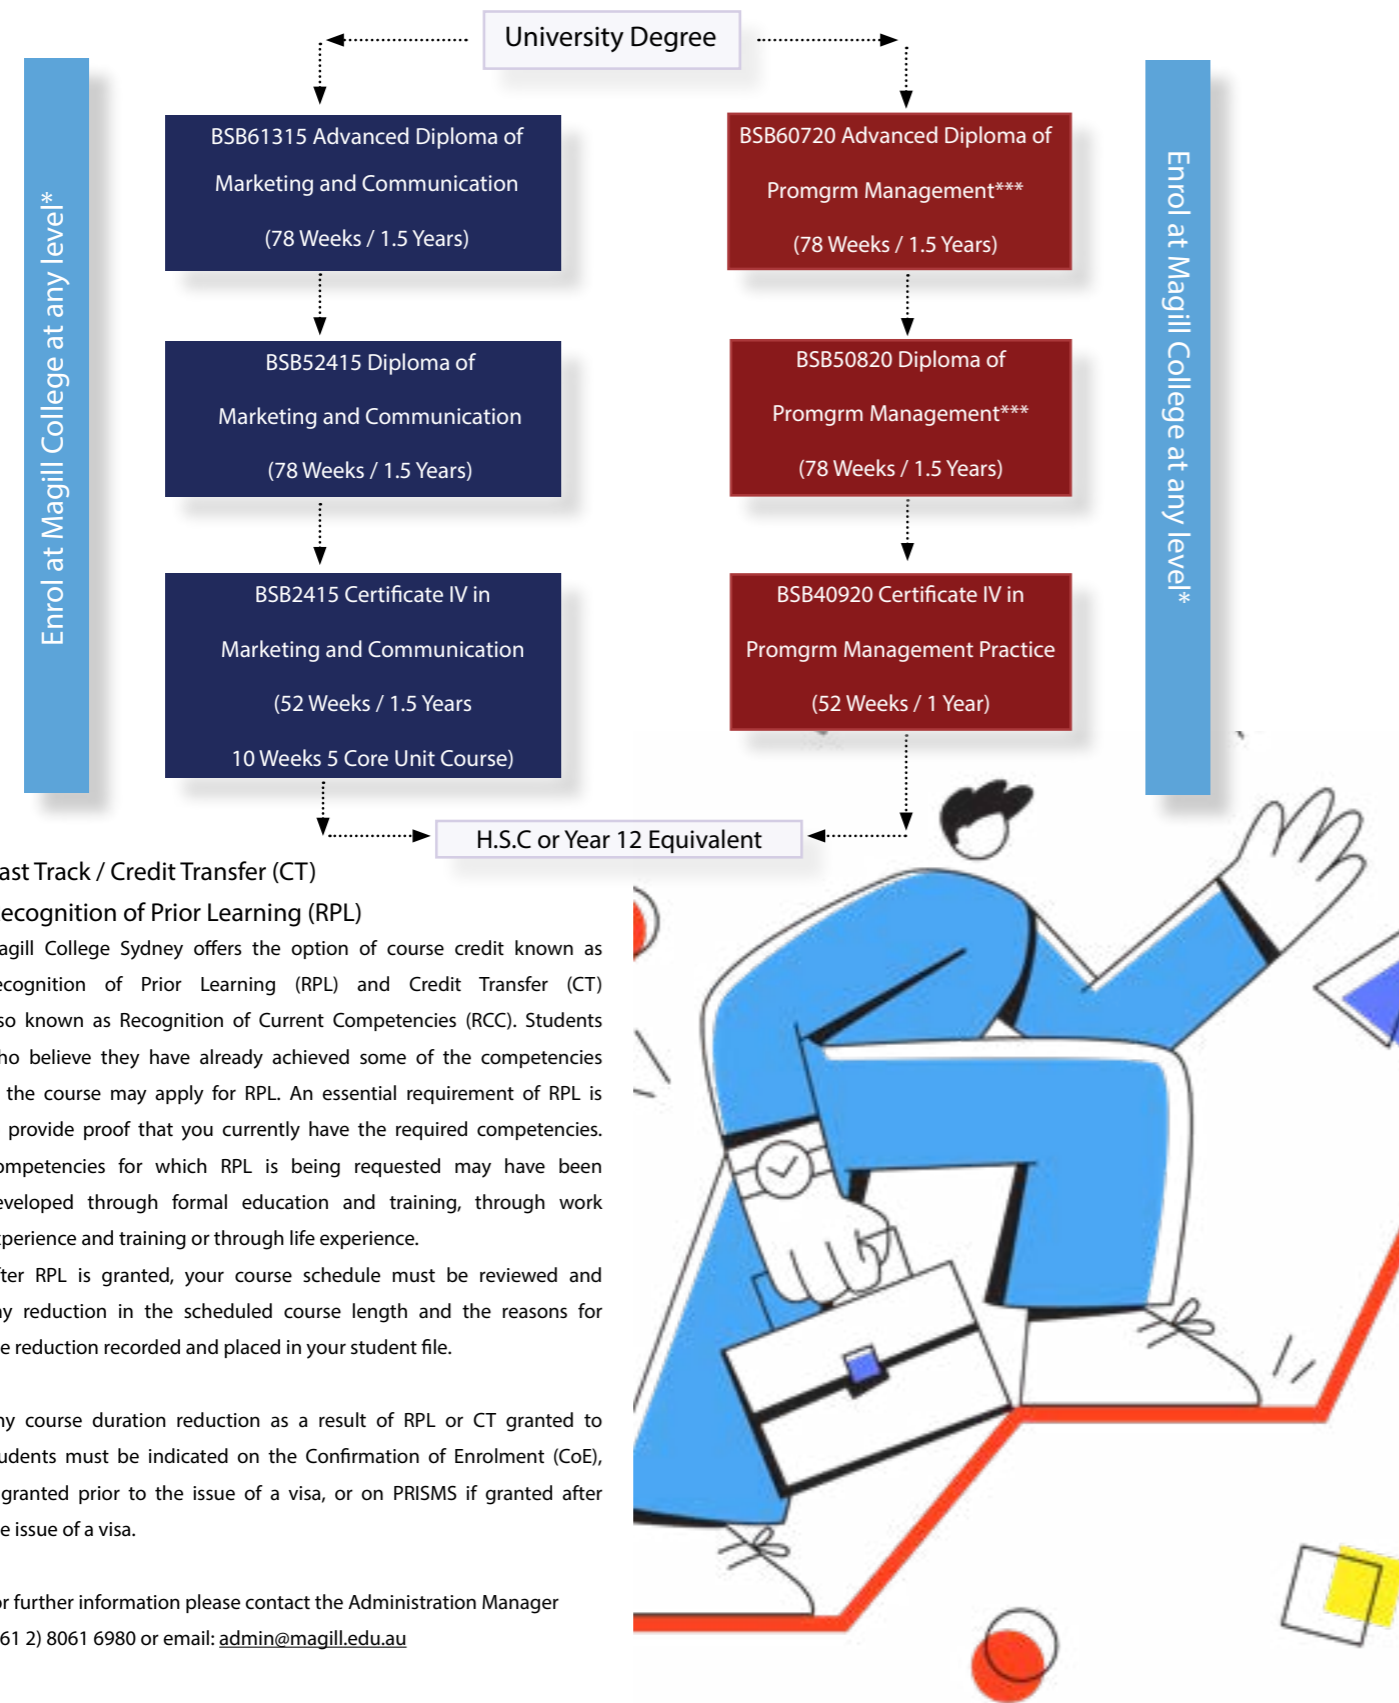 University Degree
Enrol at Magill College at any level*
BSB61315 Advanced Diploma of
Marketing and Communication
(78 Weeks / 1.5 Years)
BSB52415 Diploma of
Marketing and Communication
(78 Weeks / 1.5 Years)
BSB2415 Certificate IV in
Marketing and Communication
(52 Weeks / 1.5 Years
10 Weeks 5 Core Unit Course)
BSB60720 Advanced Diploma of
Promgrm Management***
(78 Weeks / 1.5 Years)
BSB50820 Diploma of
Promgrm Management***
(78 Weeks / 1.5 Years)
BSB40920 Certificate IV in
Promgrm Management Practice
(52 Weeks / 1 Year)
Enrol at Magill College at any level*
H.S.C or Year 12 Equivalent
ast Track / Credit Transfer (CT)
ecognition of Prior Learning (RPL)
agill College Sydney offers the option of course credit known as
ecognition of Prior Learning (RPL) and Credit Transfer (CT)
so known as Recognition of Current Competencies (RCC). Students
ho believe they have already achieved some of the competencies
the course may apply for RPL. An essential requirement of RPL is
provide proof that you currently have the required competencies.
ompetencies for which RPL is being requested may have been
eveloped through formal education and training, through work
xperience and training or through life experience.
fter RPL is granted, your course schedule must be reviewed and
ny reduction in the scheduled course length and the reasons for
e reduction recorded and placed in your student file.
ny course duration reduction as a result of RPL or CT granted to
udents must be indicated on the Confirmation of Enrolment (CoE),
granted prior to the issue of a visa, or on PRISMS if granted after
e issue of a visa.
or further information please contact the Administration Manager
61 2) 8061 6980 or email: admin@magill.edu.au